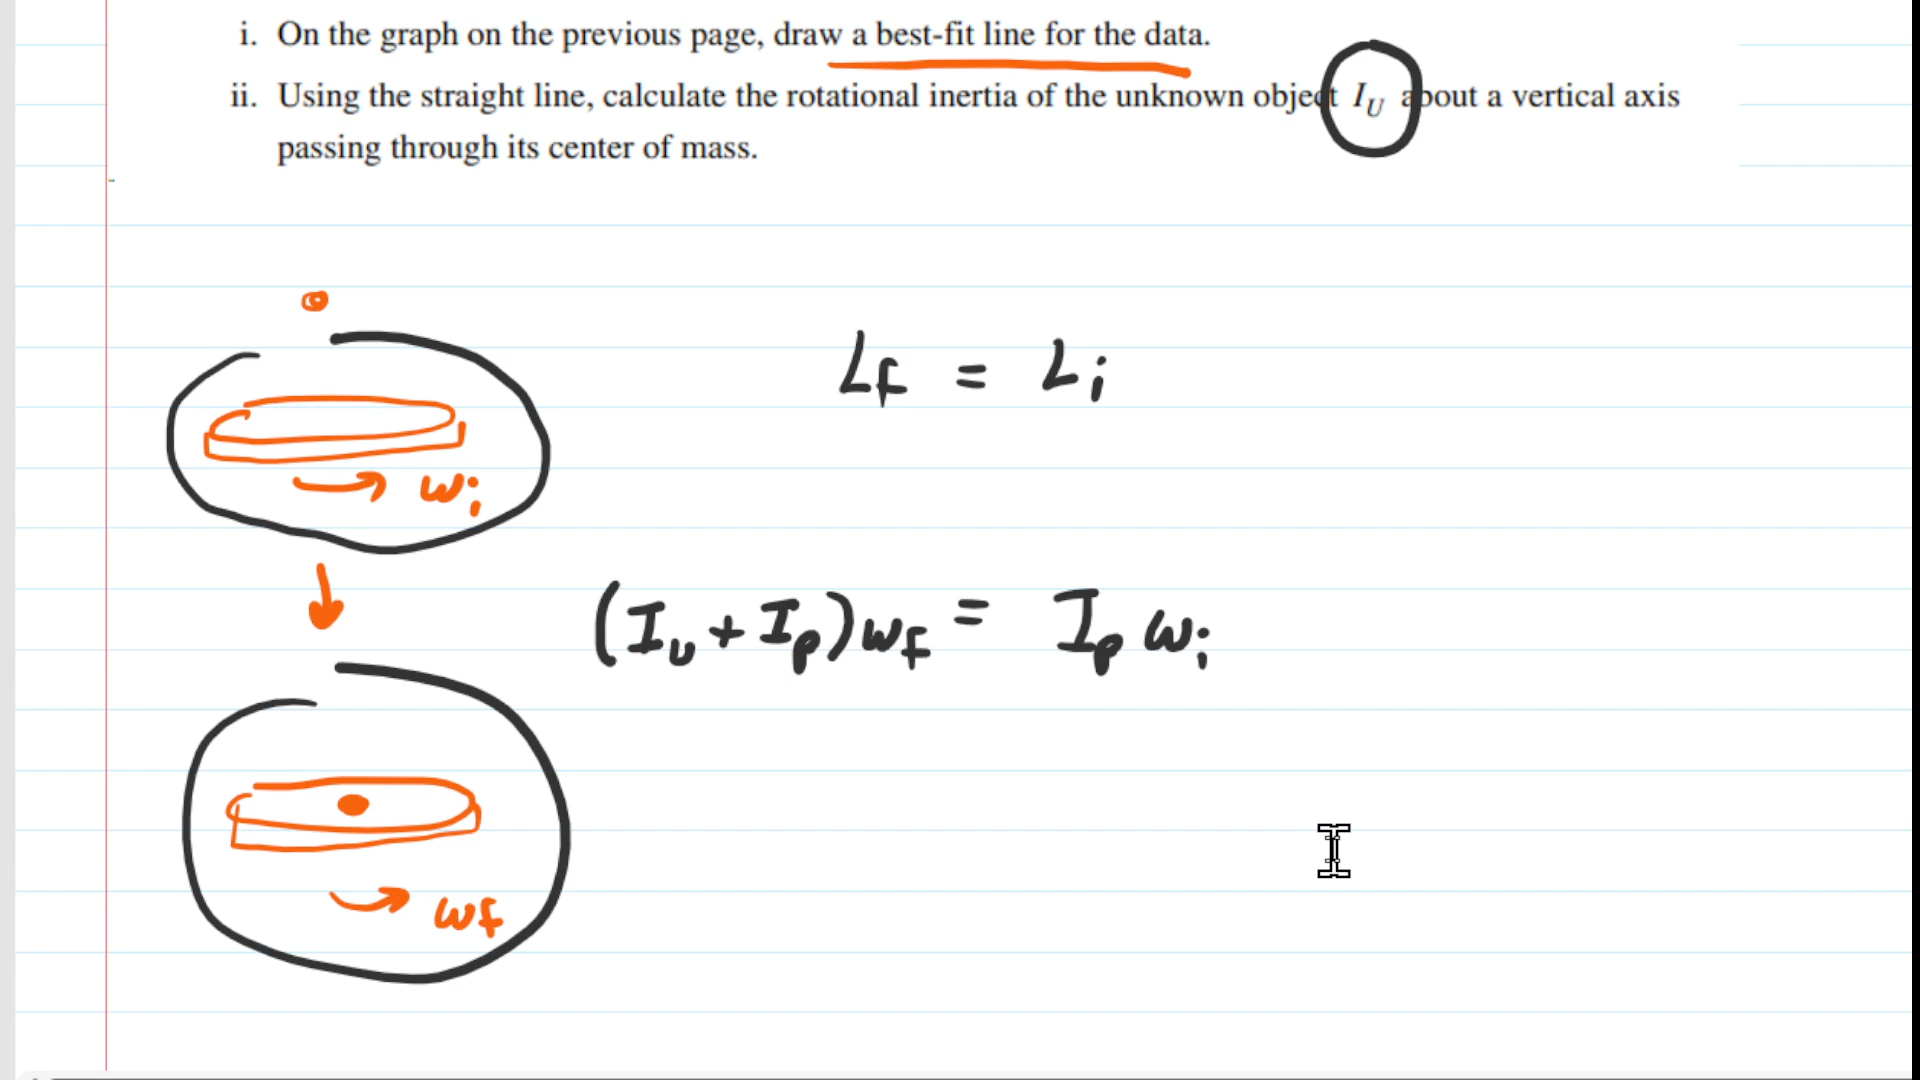 i. On the graph on the previous page, draw a best-fit line for the data.
ii. Using the straight line, calculate the rotational inertia of the unknown object I_U about a vertical axis
passing through its center of mass.
L_f = L_i
ω_i
(I_U + I_p)ω_f = I_p ω_i
ω_f